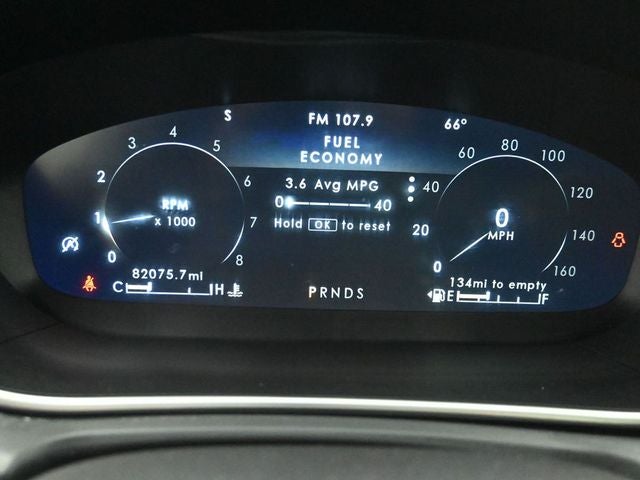 S FM 107.9 66°
FUEL
ECONOMY
3.6 Avg MPG
0 40
Hold OK to reset
0 1 2 3 4 5 6 7 8
RPM
x 1000
0 20 40 60 80 100 120 140 160
0
MPH
82075.7mi
C H
PRNDS
134mi to empty
E F